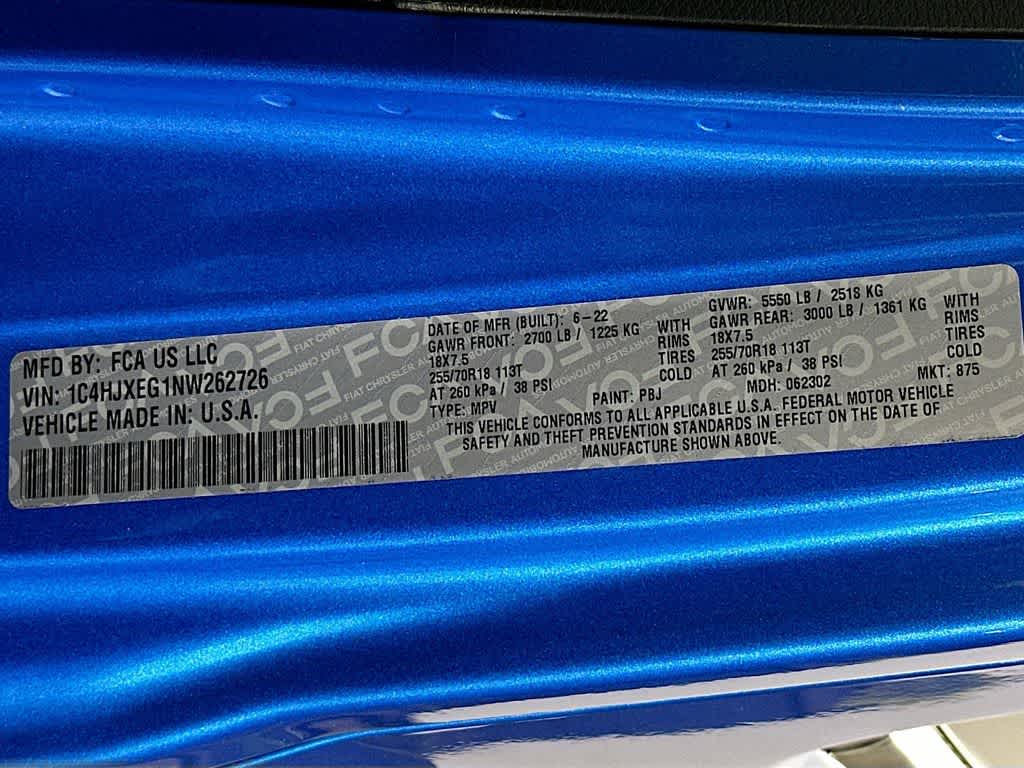 MFD BY: FCA US LLC
VIN: 1C4HJXEG1NW262726
VEHICLE MADE IN: U.S.A.
DATE OF MFR (BUILT): 6-22
GAWR FRONT: 2700 LB / 1225 KG WITH
18X7.5 RIMS
255/70R18 113T TIRES
AT 260 kPa / 38 PSI COLD
TYPE: MPV
GVWR: 5550 LB / 2518 KG
GAWR REAR: 3000 LB / 1361 KG WITH
18X7.5 RIMS
255/70R18 113T TIRES
AT 260 kPa / 38 PSI COLD
PAINT: PBJ MDH: 062302 MKT: 875
THIS VEHICLE CONFORMS TO ALL APPLICABLE U.S.A. FEDERAL MOTOR VEHICLE
SAFETY AND THEFT PREVENTION STANDARDS IN EFFECT ON THE DATE OF
MANUFACTURE SHOWN ABOVE.